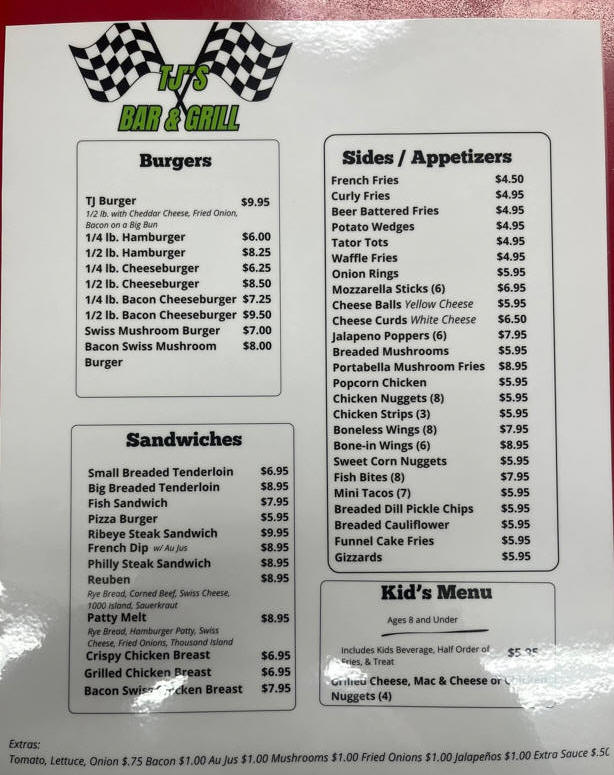 TJ'S
BAR & GRILL
Burgers
TJ Burger $9.95
1/2 lb. with Cheddar Cheese, Fried Onion,
Bacon on a Big Bun
1/4 lb. Hamburger $6.00
1/2 lb. Hamburger $8.25
1/4 lb. Cheeseburger $6.25
1/2 lb. Cheeseburger $8.50
1/4 lb. Bacon Cheeseburger $7.25
1/2 lb. Bacon Cheeseburger $9.50
Swiss Mushroom Burger $7.00
Bacon Swiss Mushroom $8.00
Burger
Sandwiches
Small Breaded Tenderloin $6.95
Big Breaded Tenderloin $8.95
Fish Sandwich $7.95
Pizza Burger $5.95
Ribeye Steak Sandwich $9.95
French Dip w/ Au Jus $8.95
Philly Steak Sandwich $8.95
Reuben $8.95
Rye Bread, Corned Beef, Swiss Cheese,
1000 Island, Sauerkraut
Patty Melt $8.95
Rye Bread, Hamburger Patty, Swiss
Cheese, Fried Onions, Thousand Island
Crispy Chicken Breast $6.95
Grilled Chicken Breast $6.95
Bacon Swiss Chicken Breast $7.95
Sides / Appetizers
French Fries $4.50
Curly Fries $4.95
Beer Battered Fries $4.95
Potato Wedges $4.95
Tator Tots $4.95
Waffle Fries $4.95
Onion Rings $5.95
Mozzarella Sticks (6) $6.95
Cheese Balls Yellow Cheese $5.95
Cheese Curds White Cheese $6.50
Jalapeno Poppers (6) $7.95
Breaded Mushrooms $5.95
Portabella Mushroom Fries $8.95
Popcorn Chicken $5.95
Chicken Nuggets (8) $5.95
Chicken Strips (3) $5.95
Boneless Wings (8) $7.95
Bone-in Wings (6) $8.95
Sweet Corn Nuggets $5.95
Fish Bites (8) $7.95
Mini Tacos (7) $5.95
Breaded Dill Pickle Chips $5.95
Breaded Cauliflower $5.95
Funnel Cake Fries $5.95
Gizzards $5.95
Kid's Menu
Ages 8 and Under
Includes Kids Beverage, Half Order of
Fries, & Treat
Grilled Cheese, Mac & Cheese or Chicken
Nuggets (4)
Extras:
Tomato, Lettuce, Onion $.75 Bacon $1.00 Au Jus $1.00 Mushrooms $1.00 Fried Onions $1.00 Jalapeños $1.00 Extra Sauce $.50